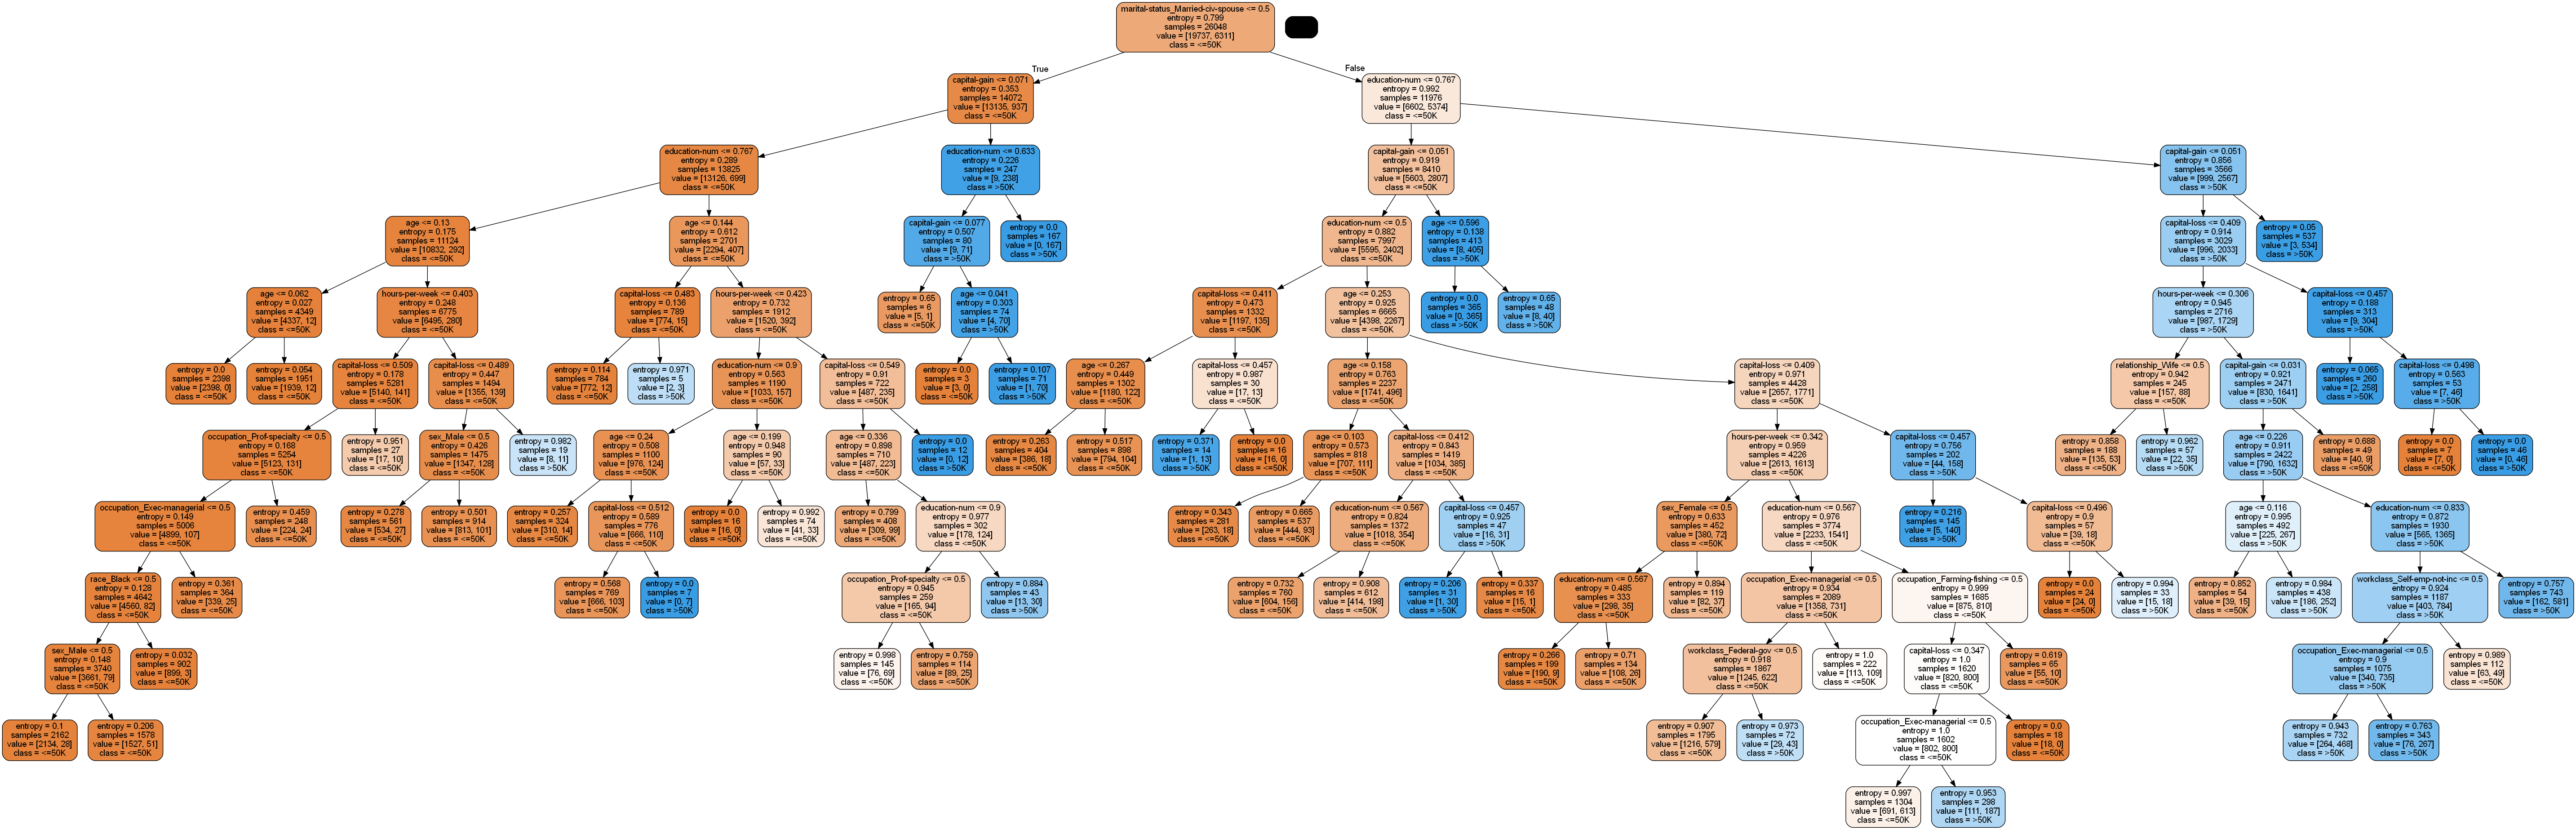 marital-status_Married-civ-spouse <= 0.5
entropy = 0.799
samples = 26048
value = [19737, 6311]
class = <=50K
True
False
capital-gain <= 0.071
entropy = 0.353
samples = 14072
value = [13135, 937]
class = <=50K
education-num <= 0.767
entropy = 0.992
samples = 11976
value = [6602, 5374]
class = <=50K
education-num <= 0.767
entropy = 0.289
samples = 13825
value = [13126, 699]
class = <=50K
education-num <= 0.633
entropy = 0.226
samples = 247
value = [9, 238]
class = >50K
capital-gain <= 0.051
entropy = 0.919
samples = 8410
value = [5603, 2807]
class = <=50K
capital-gain <= 0.051
entropy = 0.856
samples = 3566
value = [999, 2567]
class = >50K
age <= 0.13
entropy = 0.175
samples = 11124
value = [10832, 292]
class = <=50K
age <= 0.144
entropy = 0.612
samples = 2701
value = [2294, 407]
class = <=50K
capital-gain <= 0.077
entropy = 0.507
samples = 80
value = [9, 71]
class = >50K
entropy = 0.0
samples = 167
value = [0, 167]
class = >50K
education-num <= 0.5
entropy = 0.882
samples = 7997
value = [5595, 2402]
class = <=50K
age <= 0.596
entropy = 0.138
samples = 413
value = [8, 405]
class = >50K
capital-loss <= 0.409
entropy = 0.914
samples = 3029
value = [996, 2033]
class = >50K
entropy = 0.05
samples = 537
value = [3, 534]
class = >50K
age <= 0.062
entropy = 0.027
samples = 4349
value = [4337, 12]
class = <=50K
hours-per-week <= 0.403
entropy = 0.248
samples = 6775
value = [6495, 280]
class = <=50K
capital-loss <= 0.483
entropy = 0.136
samples = 789
value = [774, 15]
class = <=50K
hours-per-week <= 0.423
entropy = 0.732
samples = 1912
value = [1520, 392]
class = <=50K
entropy = 0.65
samples = 6
value = [5, 1]
class = <=50K
age <= 0.041
entropy = 0.303
samples = 74
value = [4, 70]
class = >50K
capital-loss <= 0.411
entropy = 0.473
samples = 1332
value = [1197, 135]
class = <=50K
age <= 0.253
entropy = 0.925
samples = 6665
value = [4398, 2267]
class = <=50K
entropy = 0.0
samples = 365
value = [0, 365]
class = >50K
entropy = 0.65
samples = 48
value = [8, 40]
class = >50K
hours-per-week <= 0.306
entropy = 0.945
samples = 2716
value = [987, 1729]
class = >50K
capital-loss <= 0.457
entropy = 0.188
samples = 313
value = [9, 304]
class = >50K
entropy = 0.0
samples = 2398
value = [2398, 0]
class = <=50K
entropy = 0.054
samples = 1951
value = [1939, 12]
class = <=50K
capital-loss <= 0.509
entropy = 0.178
samples = 5281
value = [5140, 141]
class = <=50K
capital-loss <= 0.489
entropy = 0.447
samples = 1494
value = [1355, 139]
class = <=50K
entropy = 0.114
samples = 784
value = [772, 12]
class = <=50K
entropy = 0.971
samples = 5
value = [2, 3]
class = >50K
education-num <= 0.9
entropy = 0.563
samples = 1190
value = [1033, 157]
class = <=50K
capital-loss <= 0.549
entropy = 0.91
samples = 722
value = [487, 235]
class = <=50K
entropy = 0.0
samples = 3
value = [3, 0]
class = <=50K
entropy = 0.107
samples = 71
value = [1, 70]
class = >50K
age <= 0.267
entropy = 0.449
samples = 1302
value = [1180, 122]
class = <=50K
capital-loss <= 0.457
entropy = 0.987
samples = 30
value = [17, 13]
class = <=50K
age <= 0.158
entropy = 0.763
samples = 2237
value = [1741, 496]
class = <=50K
capital-loss <= 0.409
entropy = 0.971
samples = 4428
value = [2657, 1771]
class = <=50K
relationship_Wife <= 0.5
entropy = 0.942
samples = 245
value = [157, 88]
class = <=50K
capital-gain <= 0.031
entropy = 0.921
samples = 2471
value = [830, 1641]
class = >50K
entropy = 0.065
samples = 260
value = [2, 258]
class = >50K
capital-loss <= 0.498
entropy = 0.563
samples = 53
value = [7, 46]
class = >50K
occupation_Prof-specialty <= 0.5
entropy = 0.168
samples = 5254
value = [5123, 131]
class = <=50K
entropy = 0.951
samples = 27
value = [17, 10]
class = <=50K
sex_Male <= 0.5
entropy = 0.426
samples = 1475
value = [1347, 128]
class = <=50K
entropy = 0.982
samples = 19
value = [8, 11]
class = >50K
age <= 0.24
entropy = 0.508
samples = 1100
value = [976, 124]
class = <=50K
age <= 0.199
entropy = 0.948
samples = 90
value = [57, 33]
class = <=50K
age <= 0.336
entropy = 0.898
samples = 710
value = [487, 223]
class = <=50K
entropy = 0.0
samples = 12
value = [0, 12]
class = >50K
entropy = 0.263
samples = 404
value = [386, 18]
class = <=50K
entropy = 0.517
samples = 898
value = [794, 104]
class = <=50K
entropy = 0.371
samples = 14
value = [1, 13]
class = >50K
entropy = 0.0
samples = 16
value = [16, 0]
class = <=50K
age <= 0.103
entropy = 0.573
samples = 818
value = [707, 111]
class = <=50K
capital-loss <= 0.412
entropy = 0.843
samples = 1419
value = [1034, 385]
class = <=50K
hours-per-week <= 0.342
entropy = 0.959
samples = 4226
value = [2613, 1613]
class = <=50K
capital-loss <= 0.457
entropy = 0.756
samples = 202
value = [44, 158]
class = >50K
entropy = 0.858
samples = 188
value = [135, 53]
class = <=50K
entropy = 0.962
samples = 57
value = [22, 35]
class = >50K
age <= 0.226
entropy = 0.911
samples = 2422
value = [790, 1632]
class = >50K
entropy = 0.688
samples = 49
value = [40, 9]
class = <=50K
entropy = 0.0
samples = 7
value = [7, 0]
class = <=50K
entropy = 0.0
samples = 46
value = [0, 46]
class = >50K
occupation_Exec-managerial <= 0.5
entropy = 0.149
samples = 5006
value = [4899, 107]
class = <=50K
entropy = 0.459
samples = 248
value = [224, 24]
class = <=50K
entropy = 0.278
samples = 561
value = [534, 27]
class = <=50K
entropy = 0.501
samples = 914
value = [813, 101]
class = <=50K
entropy = 0.257
samples = 324
value = [310, 14]
class = <=50K
capital-loss <= 0.512
entropy = 0.589
samples = 776
value = [666, 110]
class = <=50K
entropy = 0.0
samples = 16
value = [16, 0]
class = <=50K
entropy = 0.992
samples = 74
value = [41, 33]
class = <=50K
entropy = 0.799
samples = 408
value = [309, 99]
class = <=50K
education-num <= 0.9
entropy = 0.977
samples = 302
value = [178, 124]
class = <=50K
entropy = 0.343
samples = 281
value = [263, 18]
class = <=50K
entropy = 0.665
samples = 537
value = [444, 93]
class = <=50K
education-num <= 0.567
entropy = 0.824
samples = 1372
value = [1018, 354]
class = <=50K
capital-loss <= 0.457
entropy = 0.925
samples = 47
value = [16, 31]
class = >50K
sex_Female <= 0.5
entropy = 0.633
samples = 452
value = [380, 72]
class = <=50K
education-num <= 0.567
entropy = 0.976
samples = 3774
value = [2233, 1541]
class = <=50K
entropy = 0.216
samples = 145
value = [5, 140]
class = >50K
capital-loss <= 0.496
entropy = 0.9
samples = 57
value = [39, 18]
class = <=50K
age <= 0.116
entropy = 0.995
samples = 492
value = [225, 267]
class = >50K
education-num <= 0.833
entropy = 0.872
samples = 1930
value = [565, 1365]
class = >50K
race_Black <= 0.5
entropy = 0.128
samples = 4642
value = [4560, 82]
class = <=50K
entropy = 0.361
samples = 364
value = [339, 25]
class = <=50K
entropy = 0.568
samples = 769
value = [666, 103]
class = <=50K
entropy = 0.0
samples = 7
value = [0, 7]
class = >50K
occupation_Prof-specialty <= 0.5
entropy = 0.945
samples = 259
value = [165, 94]
class = <=50K
entropy = 0.884
samples = 43
value = [13, 30]
class = >50K
entropy = 0.732
samples = 760
value = [604, 156]
class = <=50K
entropy = 0.908
samples = 612
value = [414, 198]
class = <=50K
entropy = 0.206
samples = 31
value = [1, 30]
class = >50K
entropy = 0.337
samples = 16
value = [15, 1]
class = <=50K
education-num <= 0.567
entropy = 0.485
samples = 333
value = [298, 35]
class = <=50K
entropy = 0.894
samples = 119
value = [82, 37]
class = <=50K
occupation_Exec-managerial <= 0.5
entropy = 0.934
samples = 2089
value = [1358, 731]
class = <=50K
occupation_Farming-fishing <= 0.5
entropy = 0.999
samples = 1685
value = [875, 810]
class = <=50K
entropy = 0.0
samples = 24
value = [24, 0]
class = <=50K
entropy = 0.994
samples = 33
value = [15, 18]
class = >50K
entropy = 0.852
samples = 54
value = [39, 15]
class = <=50K
entropy = 0.984
samples = 438
value = [186, 252]
class = >50K
workclass_Self-emp-not-inc <= 0.5
entropy = 0.924
samples = 1187
value = [403, 784]
class = >50K
entropy = 0.757
samples = 743
value = [162, 581]
class = >50K
sex_Male <= 0.5
entropy = 0.148
samples = 3740
value = [3661, 79]
class = <=50K
entropy = 0.032
samples = 902
value = [899, 3]
class = <=50K
entropy = 0.998
samples = 145
value = [76, 69]
class = <=50K
entropy = 0.759
samples = 114
value = [89, 25]
class = <=50K
entropy = 0.266
samples = 199
value = [190, 9]
class = <=50K
entropy = 0.71
samples = 134
value = [108, 26]
class = <=50K
workclass_Federal-gov <= 0.5
entropy = 0.918
samples = 1867
value = [1245, 622]
class = <=50K
entropy = 1.0
samples = 222
value = [113, 109]
class = <=50K
capital-loss <= 0.347
entropy = 1.0
samples = 1620
value = [820, 800]
class = <=50K
entropy = 0.619
samples = 65
value = [55, 10]
class = <=50K
occupation_Exec-managerial <= 0.5
entropy = 0.9
samples = 1075
value = [340, 735]
class = >50K
entropy = 0.989
samples = 112
value = [63, 49]
class = <=50K
entropy = 0.1
samples = 2162
value = [2134, 28]
class = <=50K
entropy = 0.206
samples = 1578
value = [1527, 51]
class = <=50K
entropy = 0.907
samples = 1795
value = [1216, 579]
class = <=50K
entropy = 0.973
samples = 72
value = [29, 43]
class = >50K
occupation_Exec-managerial <= 0.5
entropy = 1.0
samples = 1602
value = [802, 800]
class = <=50K
entropy = 0.0
samples = 18
value = [18, 0]
class = <=50K
entropy = 0.943
samples = 732
value = [264, 468]
class = >50K
entropy = 0.763
samples = 343
value = [76, 267]
class = >50K
entropy = 0.997
samples = 1304
value = [691, 613]
class = <=50K
entropy = 0.953
samples = 298
value = [111, 187]
class = >50K